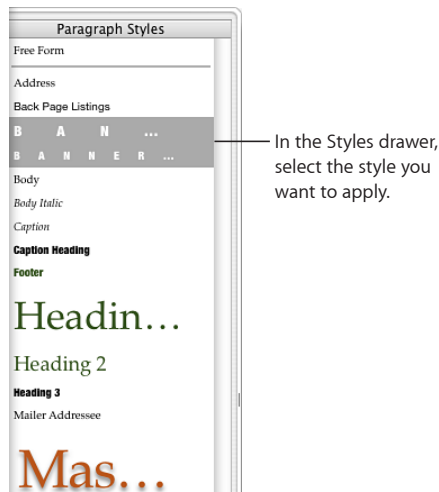 Paragraph Styles
Free Form
Address
Back Page Listings
B A N ...
B A N N E R ...
Body
Body Italic
Caption
Caption Heading
Footer
Headin...
Heading 2
Heading 3
Mailer Addressee
Mas...
In the Styles drawer,
select the style you
want to apply.